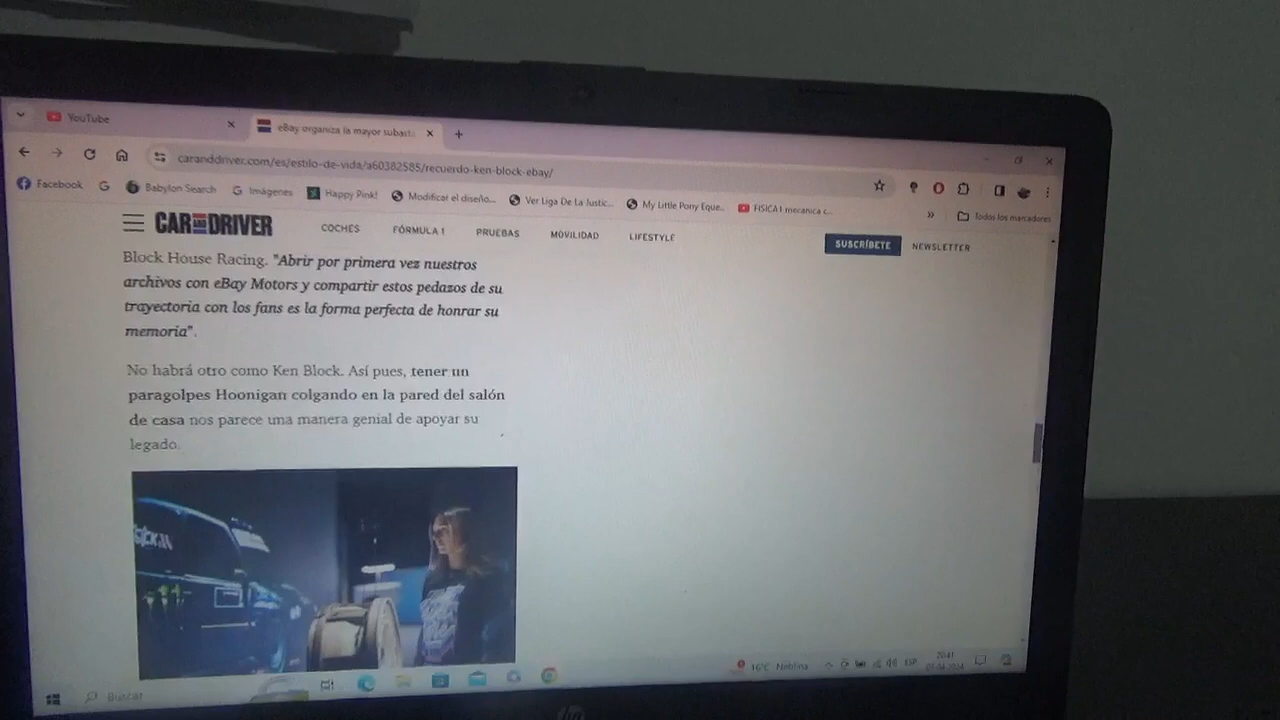 YouTube
eBay organiza la mayor subasta
caranddriver.com/es/estilo-de-vida/a60382585/recuerdo-ken-block-ebay/
Facebook
Babylon Search
Imágenes
Happy Pink!
Modificar el diseño...
Ver Liga De La Justic...
My Little Pony Eque...
FISICA I mecanica c...
Todos los marcadores
CAR AND DRIVER
COCHES
FÓRMULA 1
PRUEBAS
MOVILIDAD
LIFESTYLE
SUSCRÍBETE
NEWSLETTER
Block House Racing. "Abrir por primera vez nuestros
archivos con eBay Motors y compartir estos pedazos de su
trayectoria con los fans es la forma perfecta de honrar su
memoria".
No habrá otro como Ken Block. Así pues, tener un
paragolpes Hoonigan colgando en la pared del salón
de casa nos parece una manera genial de apoyar su
legado.
Buscar
16°C Neblina
ESP
20:41
hp